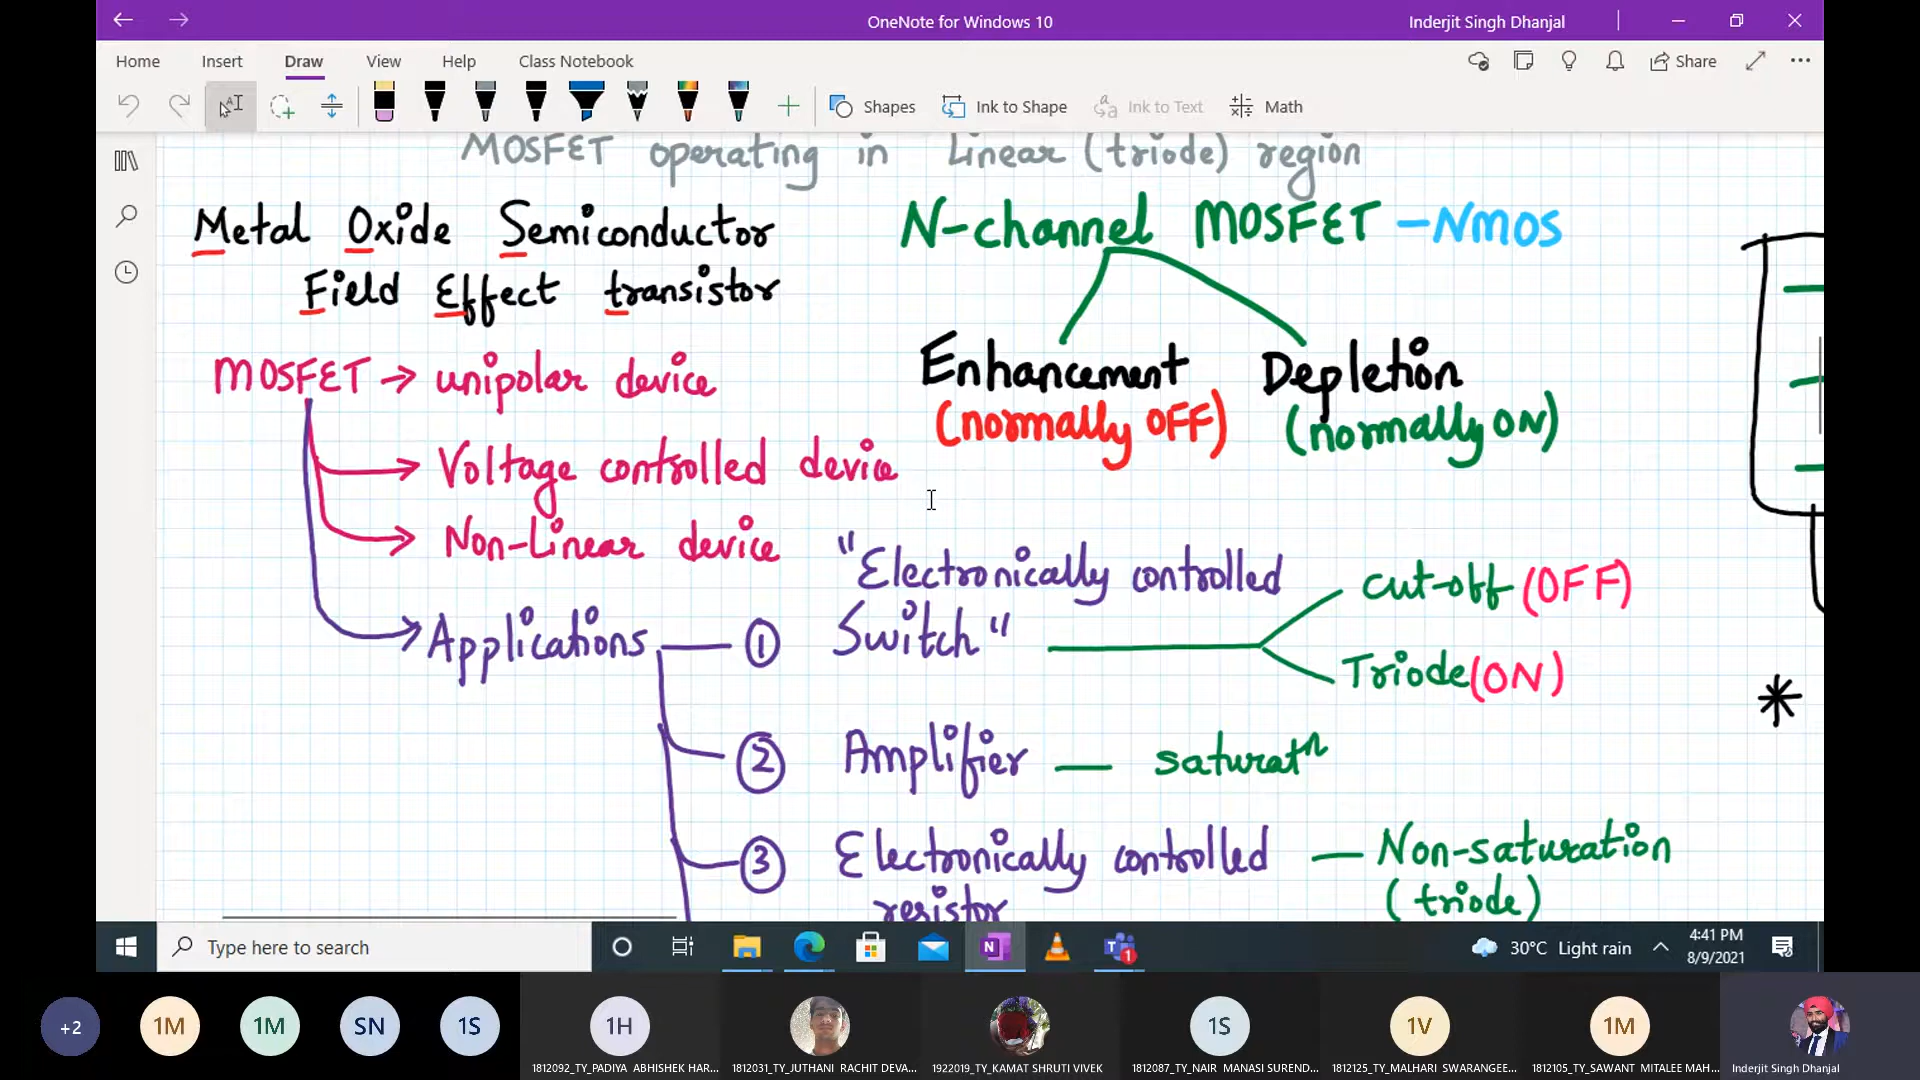 OneNote for Windows 10
Inderjit Singh Dhanjal
Home Insert Draw View Help Class Notebook
Share
Shapes Ink to Shape Ink to Text Math
MOSFET operating in Linear (triode) region
Metal Oxide Semiconductor
Field Effect transistor
N-channel MOSFET - NMOS
Enhancement Depletion
(normally OFF) (normally ON)
MOSFET → unipolar device
→ Voltage controlled device
→ Non-Linear device
"Electronically controlled
Switch"
cut-off (OFF)
Triode (ON)
→ Applications — ①
② Amplifier — saturatⁿ
③ Electronically controlled — Non-saturation
resistor (triode)
*
Type here to search
30°C Light rain
4:41 PM
8/9/2021
1
+2 1M 1M SN 1S 1H 1S 1V 1M
1812092_TY_PADIYA ABHISHEK HAR...
1812031_TY_JUTHANI RACHIT DEVA...
1922019_TY_KAMAT SHRUTI VIVEK
1812087_TY_NAIR MANASI SUREND...
1812125_TY_MALHARI SWARANGEE...
1812105_TY_SAWANT MITALEE MAH...
Inderjit Singh Dhanjal